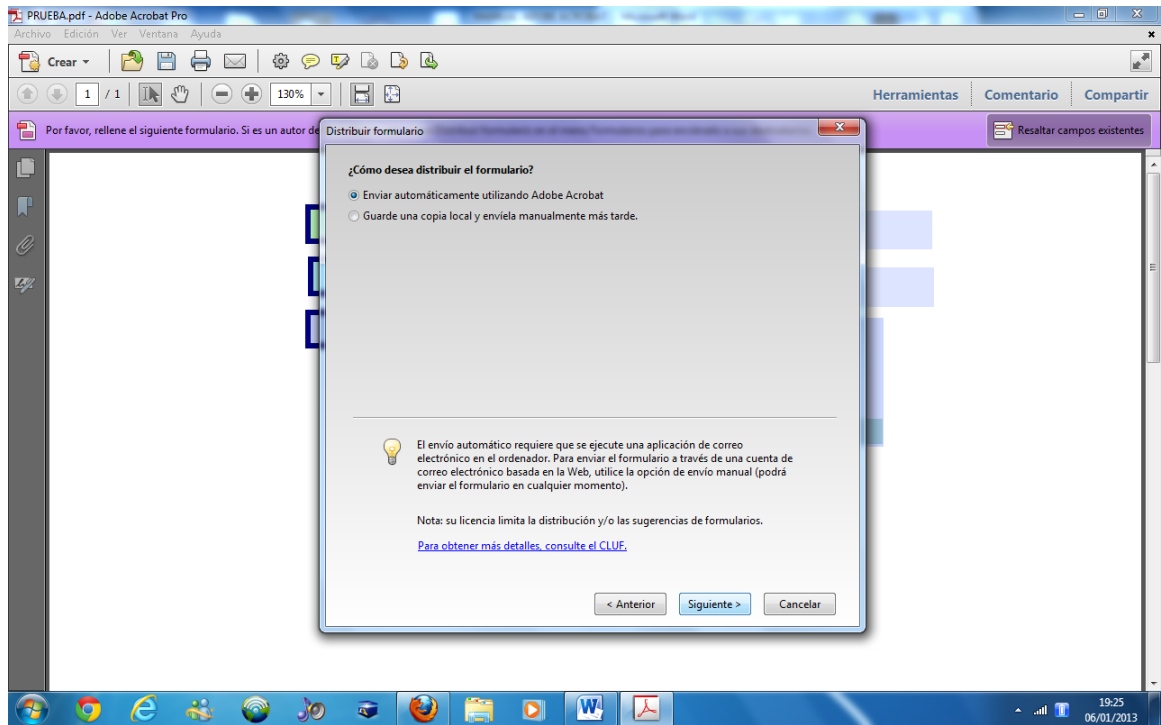 PRUEBA.pdf - Adobe Acrobat Pro
Archivo Edición Ver Ventana Ayuda
Crear
1 / 1 130% Herramientas Comentario Compartir
Por favor, rellene el siguiente formulario. Si es un autor de
Resaltar campos existentes
Distribuir formulario
¿Cómo desea distribuir el formulario?
Enviar automáticamente utilizando Adobe Acrobat
Guarde una copia local y envíela manualmente más tarde.
El envío automático requiere que se ejecute una aplicación de correo
electrónico en el ordenador. Para enviar el formulario a través de una cuenta de
correo electrónico basada en la Web, utilice la opción de envío manual (podrá
enviar el formulario en cualquier momento).
Nota: su licencia limita la distribución y/o las sugerencias de formularios.
Para obtener más detalles, consulte el CLUF.
< Anterior Siguiente > Cancelar
19:25
06/01/2013